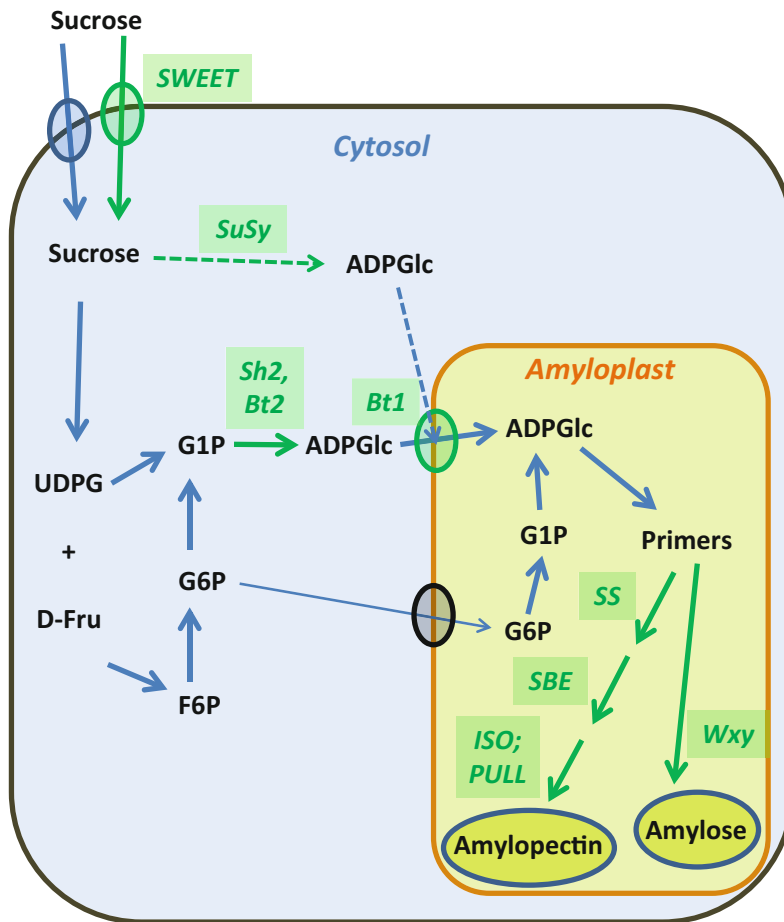 Sucrose
SWEET
Cytosol
Sucrose
SuSy
ADPGlc
Sh2,
Bt2
Bt1
Amyloplast
G1P
ADPGlc
ADPGlc
UDPG
G1P
Primers
+
G6P
SS
D-Fru
G6P
SBE
F6P
ISO;
PULL
Wxy
Amylopectin
Amylose